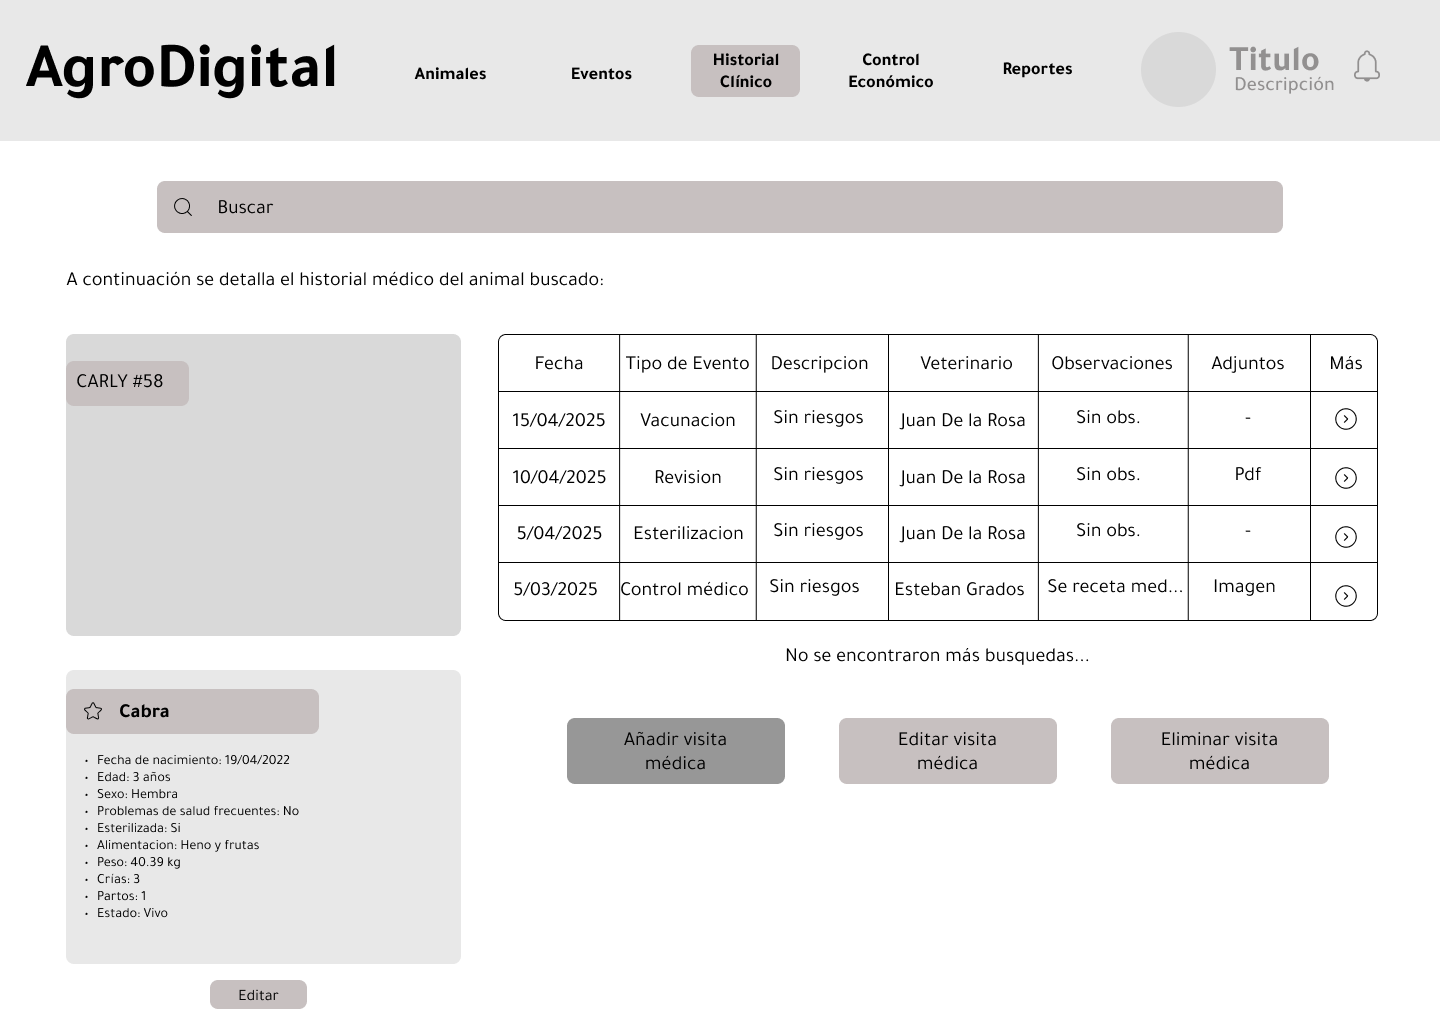 AgroDigital
Animales
Eventos
Historial
Clínico
Control
Económico
Reportes
Titulo
Descripción
Buscar
A continuación se detalla el historial médico del animal buscado:
CARLY #58
Fecha Tipo de Evento Descripcion Veterinario Observaciones Adjuntos Más
15/04/2025 Vacunacion Sin riesgos Juan De la Rosa Sin obs. -
10/04/2025 Revision Sin riesgos Juan De la Rosa Sin obs. Pdf
5/04/2025 Esterilizacion Sin riesgos Juan De la Rosa Sin obs. -
5/03/2025 Control médico Sin riesgos Esteban Grados Se receta med... Imagen
No se encontraron más busquedas...
Añadir visita
médica
Editar visita
médica
Eliminar visita
médica
Cabra
• Fecha de nacimiento: 19/04/2022
• Edad: 3 años
• Sexo: Hembra
• Problemas de salud frecuentes: No
• Esterilizada: Si
• Alimentacion: Heno y frutas
• Peso: 40.39 kg
• Crías: 3
• Partos: 1
• Estado: Vivo
Editar